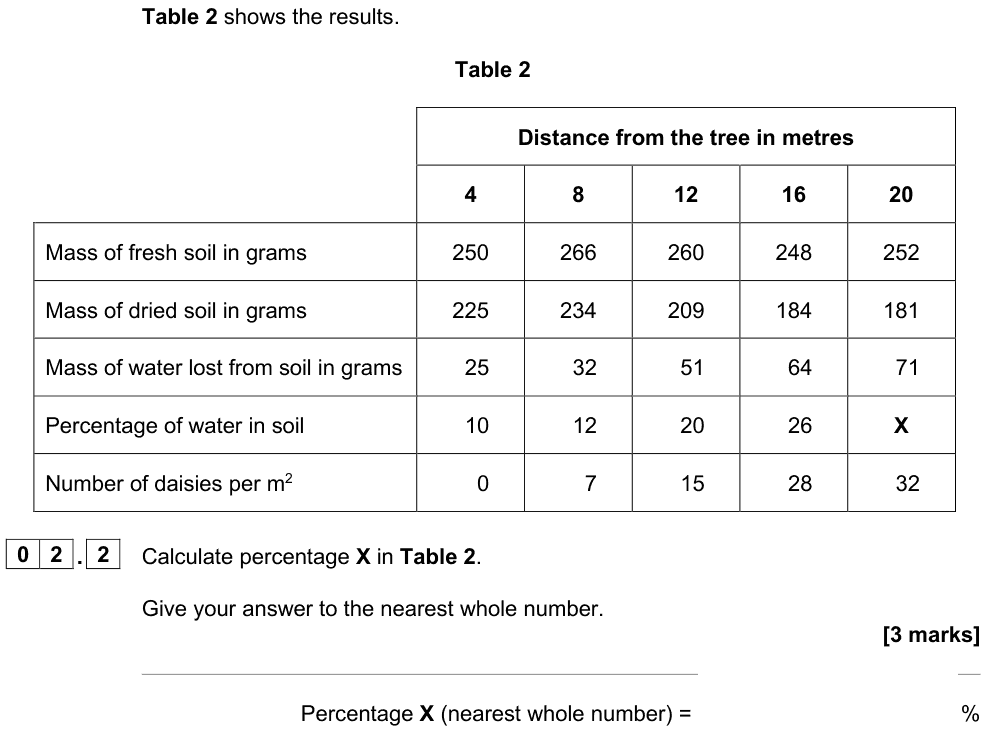 Table 2 shows the results.
Table 2
Distance from the tree in metres
4 8 12 16 20
Mass of fresh soil in grams 250 266 260 248 252
Mass of dried soil in grams 225 234 209 184 181
Mass of water lost from soil in grams 25 32 51 64 71
Percentage of water in soil 10 12 20 26 X
Number of daisies per m² 0 7 15 28 32
0 2 . 2 Calculate percentage X in Table 2.
Give your answer to the nearest whole number.
[3 marks]
Percentage X (nearest whole number) = %